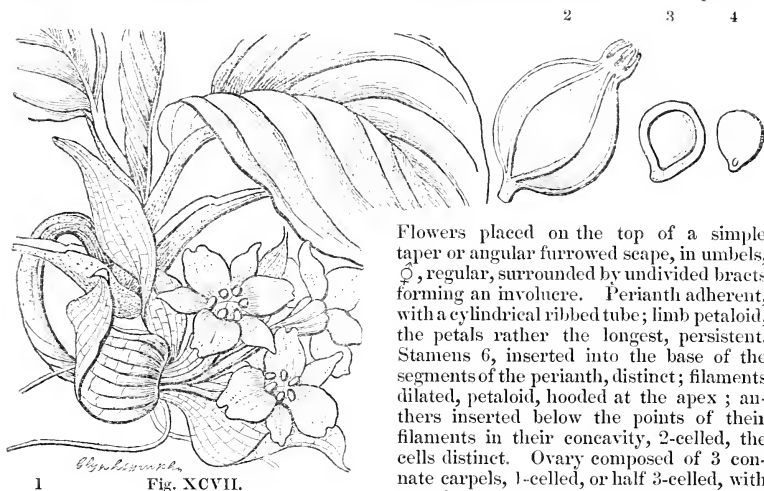 2 3 4
Flowers placed on the top of a simple
taper or angular furrowed scape, in umbels,
⚥, regular, surrounded by undivided bracts
forming an involucre. Perianth adherent,
with a cylindrical ribbed tube; limb petaloid,
the petals rather the longest, persistent.
Stamens 6, inserted into the base of the
segments of the perianth, distinct; filaments
dilated, petaloid, hooded at the apex; an-
thers inserted below the points of their
filaments in their concavity, 2-celled, the
cells distinct. Ovary composed of 3 con-
nate carpels, 1-celled, or half 3-celled, with
1 Fig. XCVII.